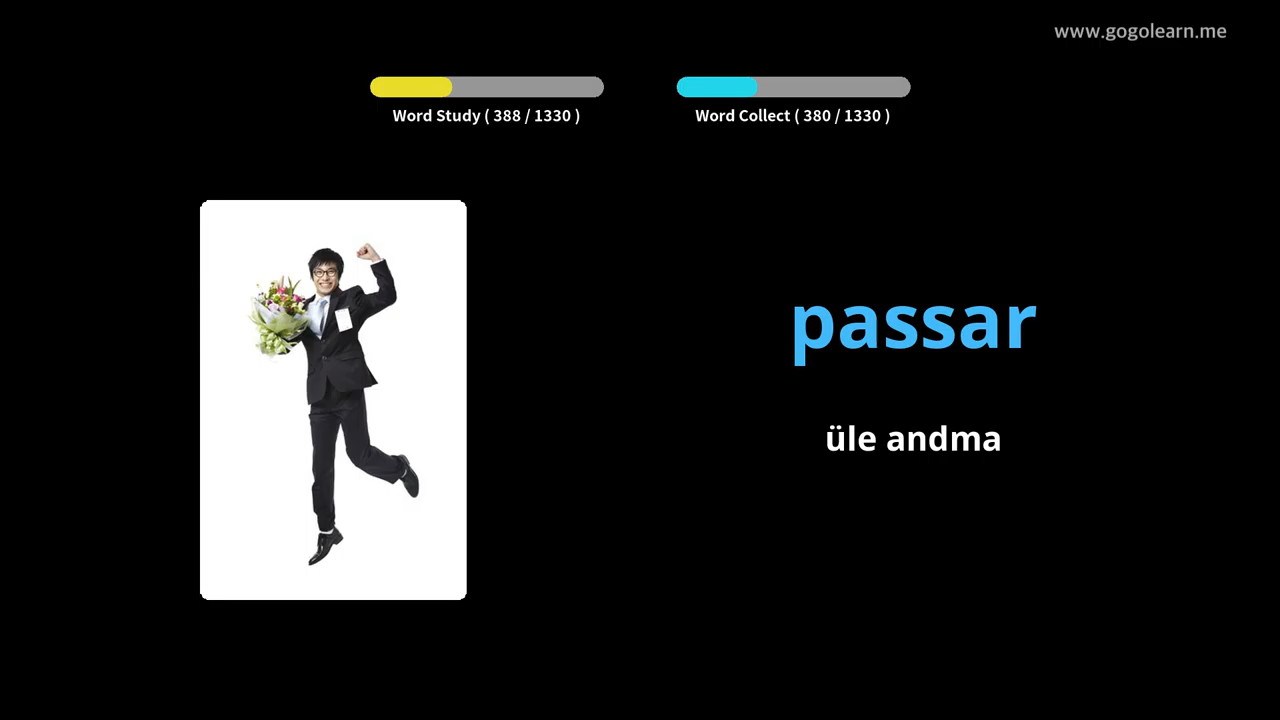 www.gogolearn.me
Word Study ( 388 / 1330 )
Word Collect ( 380 / 1330 )
passar
üle andma